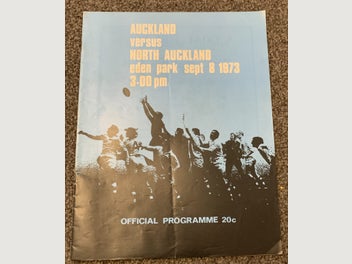 AUCKLAND
versus
NORTH AUCKLAND
eden park sept 8 1973
3-00 pm
OFFICIAL PROGRAMME 20c